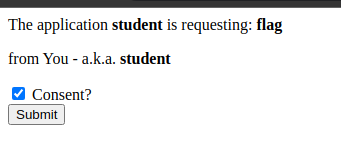 The application student is requesting: flag
from You - a.k.a. student
Consent?
Submit